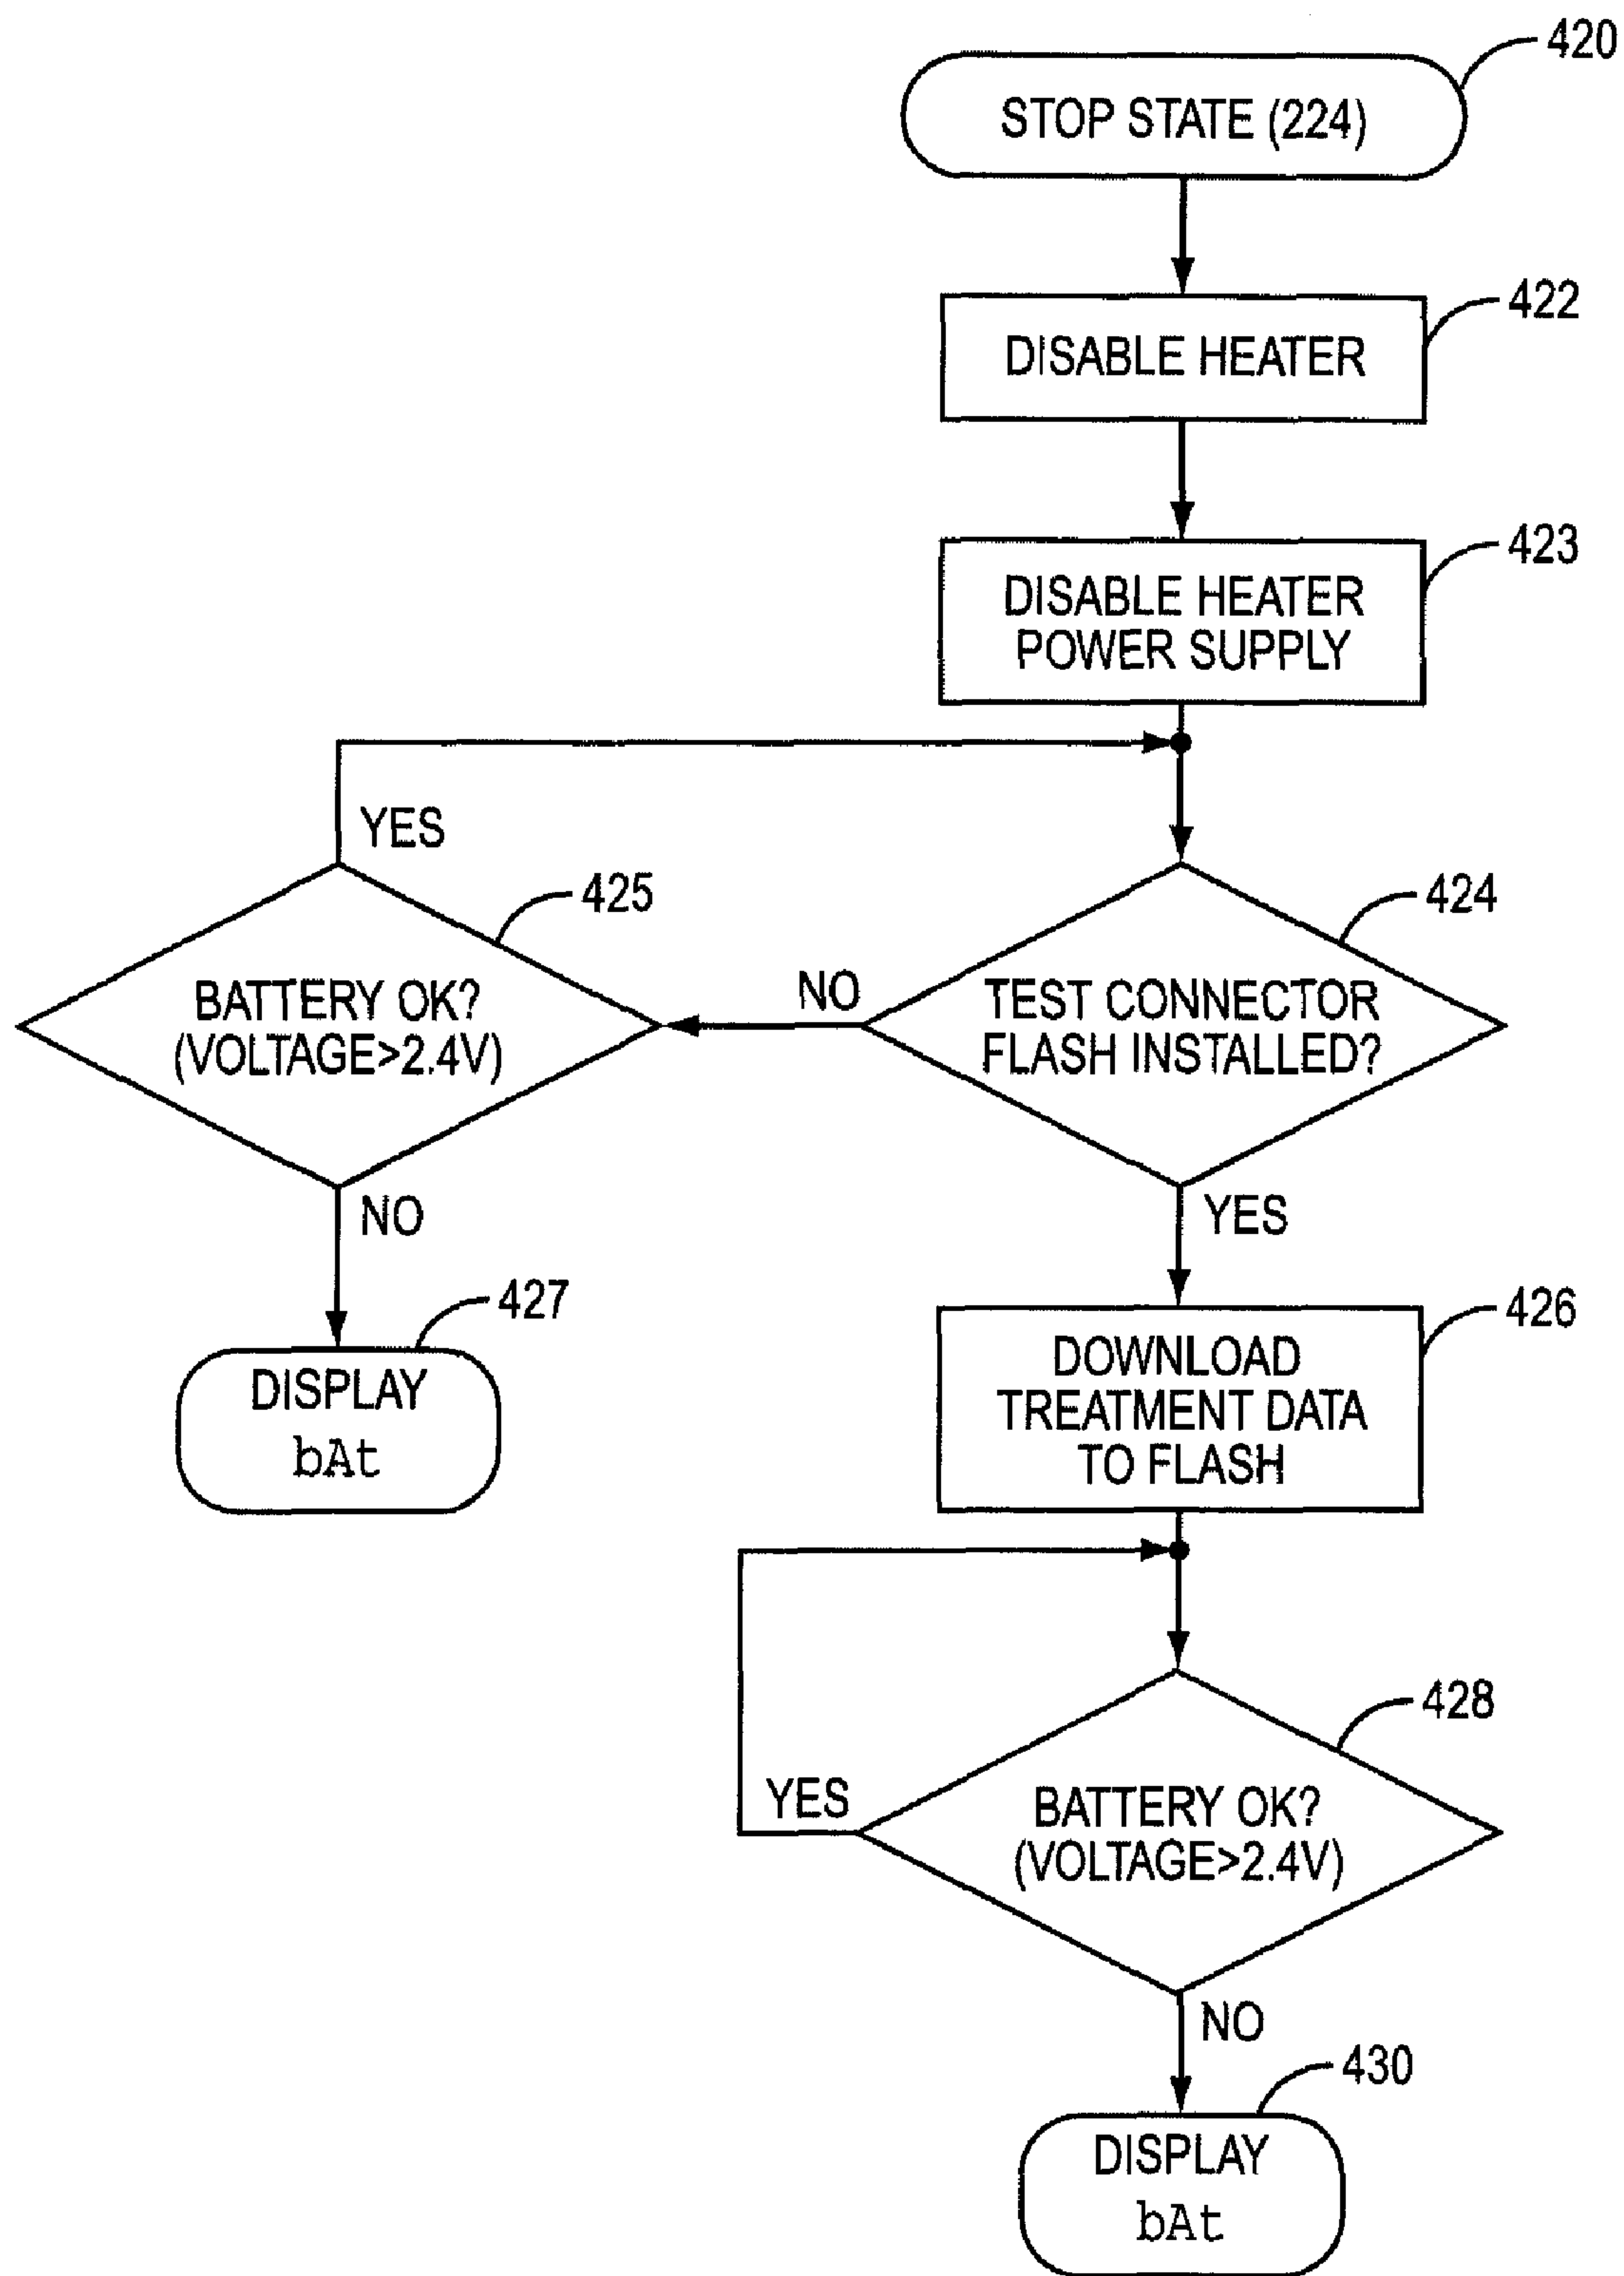 420
STOP STATE (224)
422
DISABLE HEATER
423
DISABLE HEATER
POWER SUPPLY
YES
425
424
BATTERY OK?
(VOLTAGE>2.4V)
NO
TEST CONNECTOR
FLASH INSTALLED?
NO
YES
427
DISPLAY
bAt
426
DOWNLOAD
TREATMENT DATA
TO FLASH
428
YES
BATTERY OK?
(VOLTAGE>2.4V)
NO
430
DISPLAY
bAt